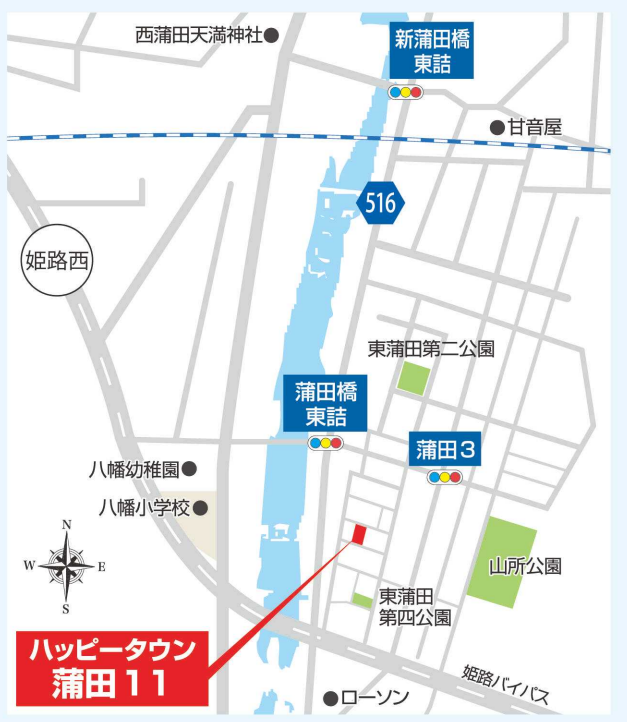 西蒲田天満神社
新蒲田橋
東詰
甘音屋
516
姫路西
東蒲田第二公園
蒲田橋
東詰
蒲田3
八幡幼稚園
八幡小学校
N
W
E
S
山所公園
東蒲田
第四公園
ハッピータウン
蒲田11
姫路バイパス
ローソン